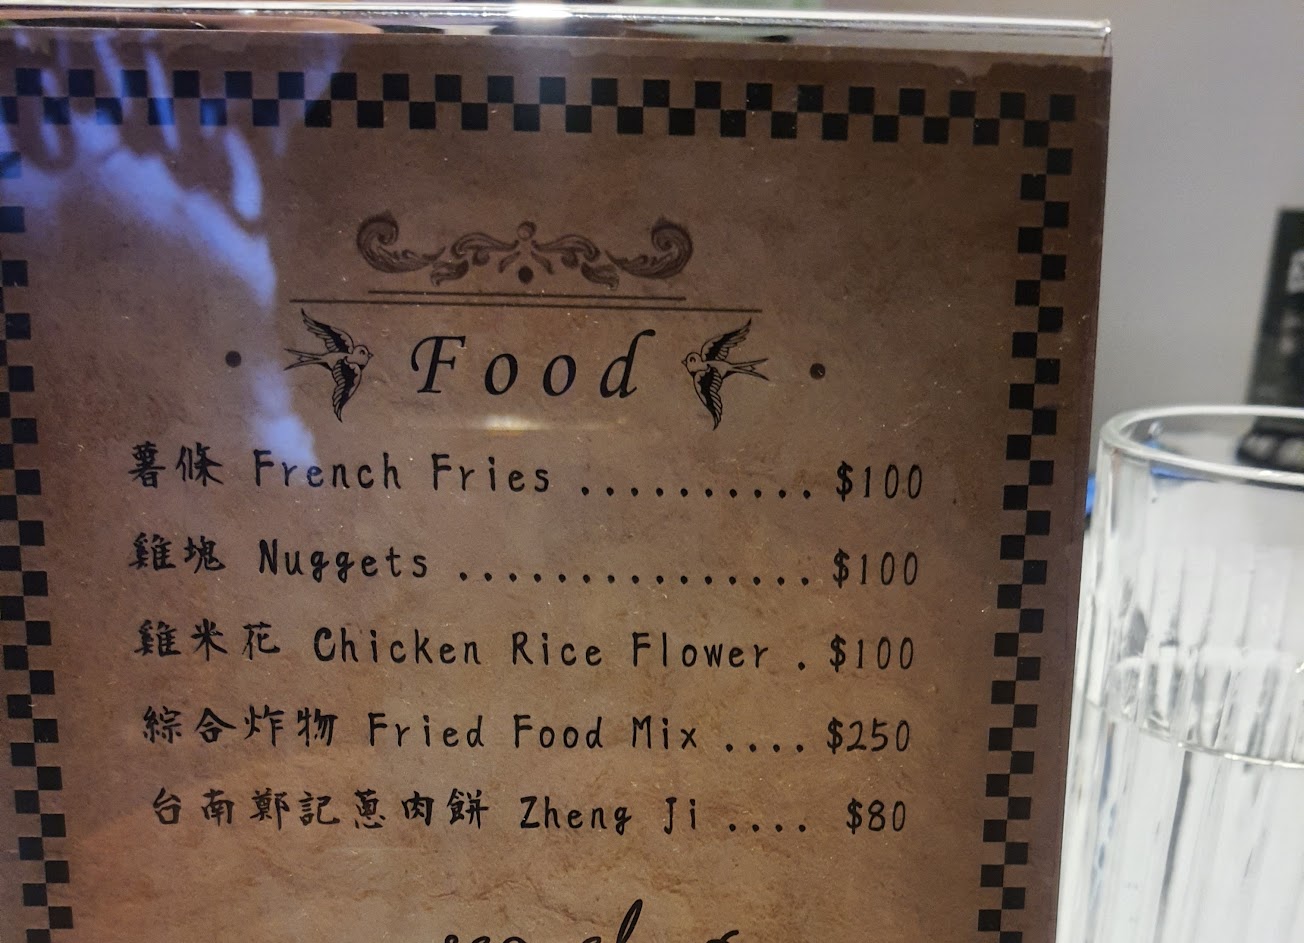 Food
薯條 French Fries .......... $100
雞塊 Nuggets ............... $100
雞米花 Chicken Rice Flower . $100
綜合炸物 Fried Food Mix .... $250
台南鄭記蔥肉餅 Zheng Ji .... $80